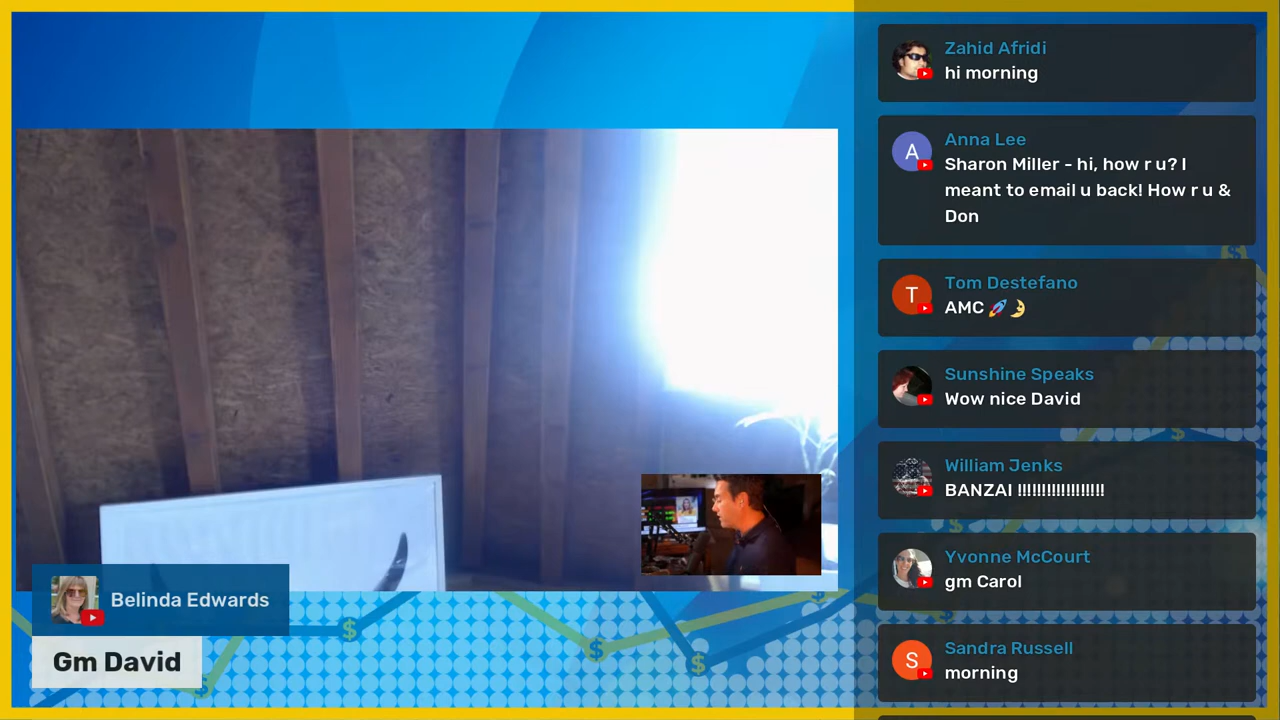 Zahid Afridi
hi morning
Anna Lee
A
Sharon Miller - hi, how r u? I
meant to email u back! How r u &
Don
Tom Destefano
T
AMC 🚀🌛
Sunshine Speaks
Wow nice David
William Jenks
BANZAI !!!!!!!!!!!!!!!!!!
Yvonne McCourt
gm Carol
Sandra Russell
S
morning
Belinda Edwards
Gm David